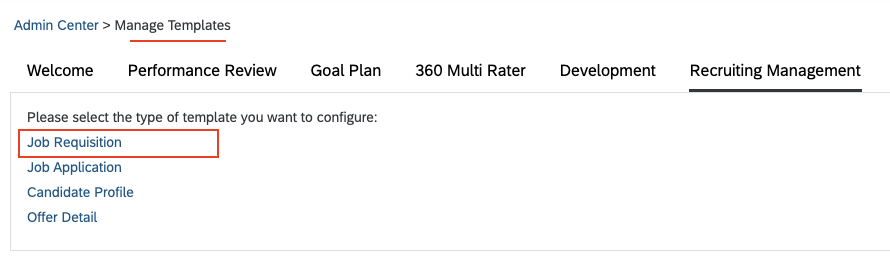 Admin Center > Manage Templates
Welcome Performance Review Goal Plan 360 Multi Rater Development Recruiting Management
Please select the type of template you want to configure:
Job Requisition
Job Application
Candidate Profile
Offer Detail